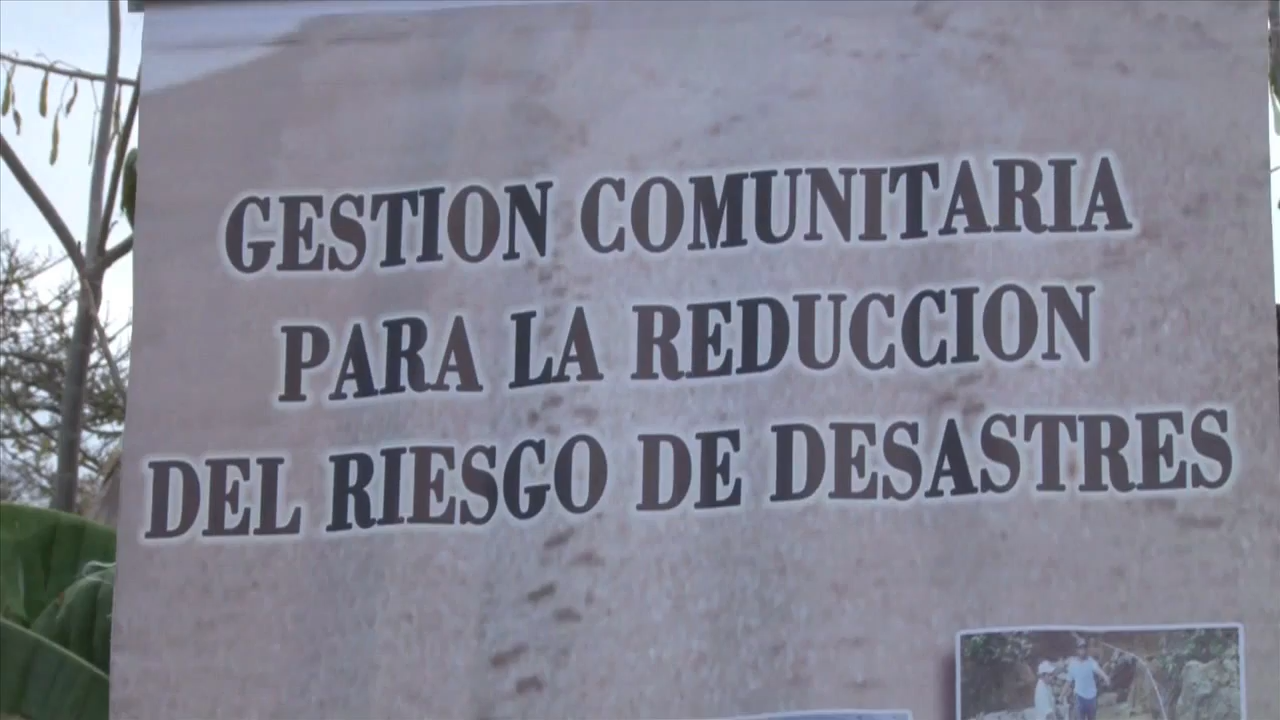 GESTION COMUNITARIA
PARA LA REDUCCION
DEL RIESGO DE DESASTRES